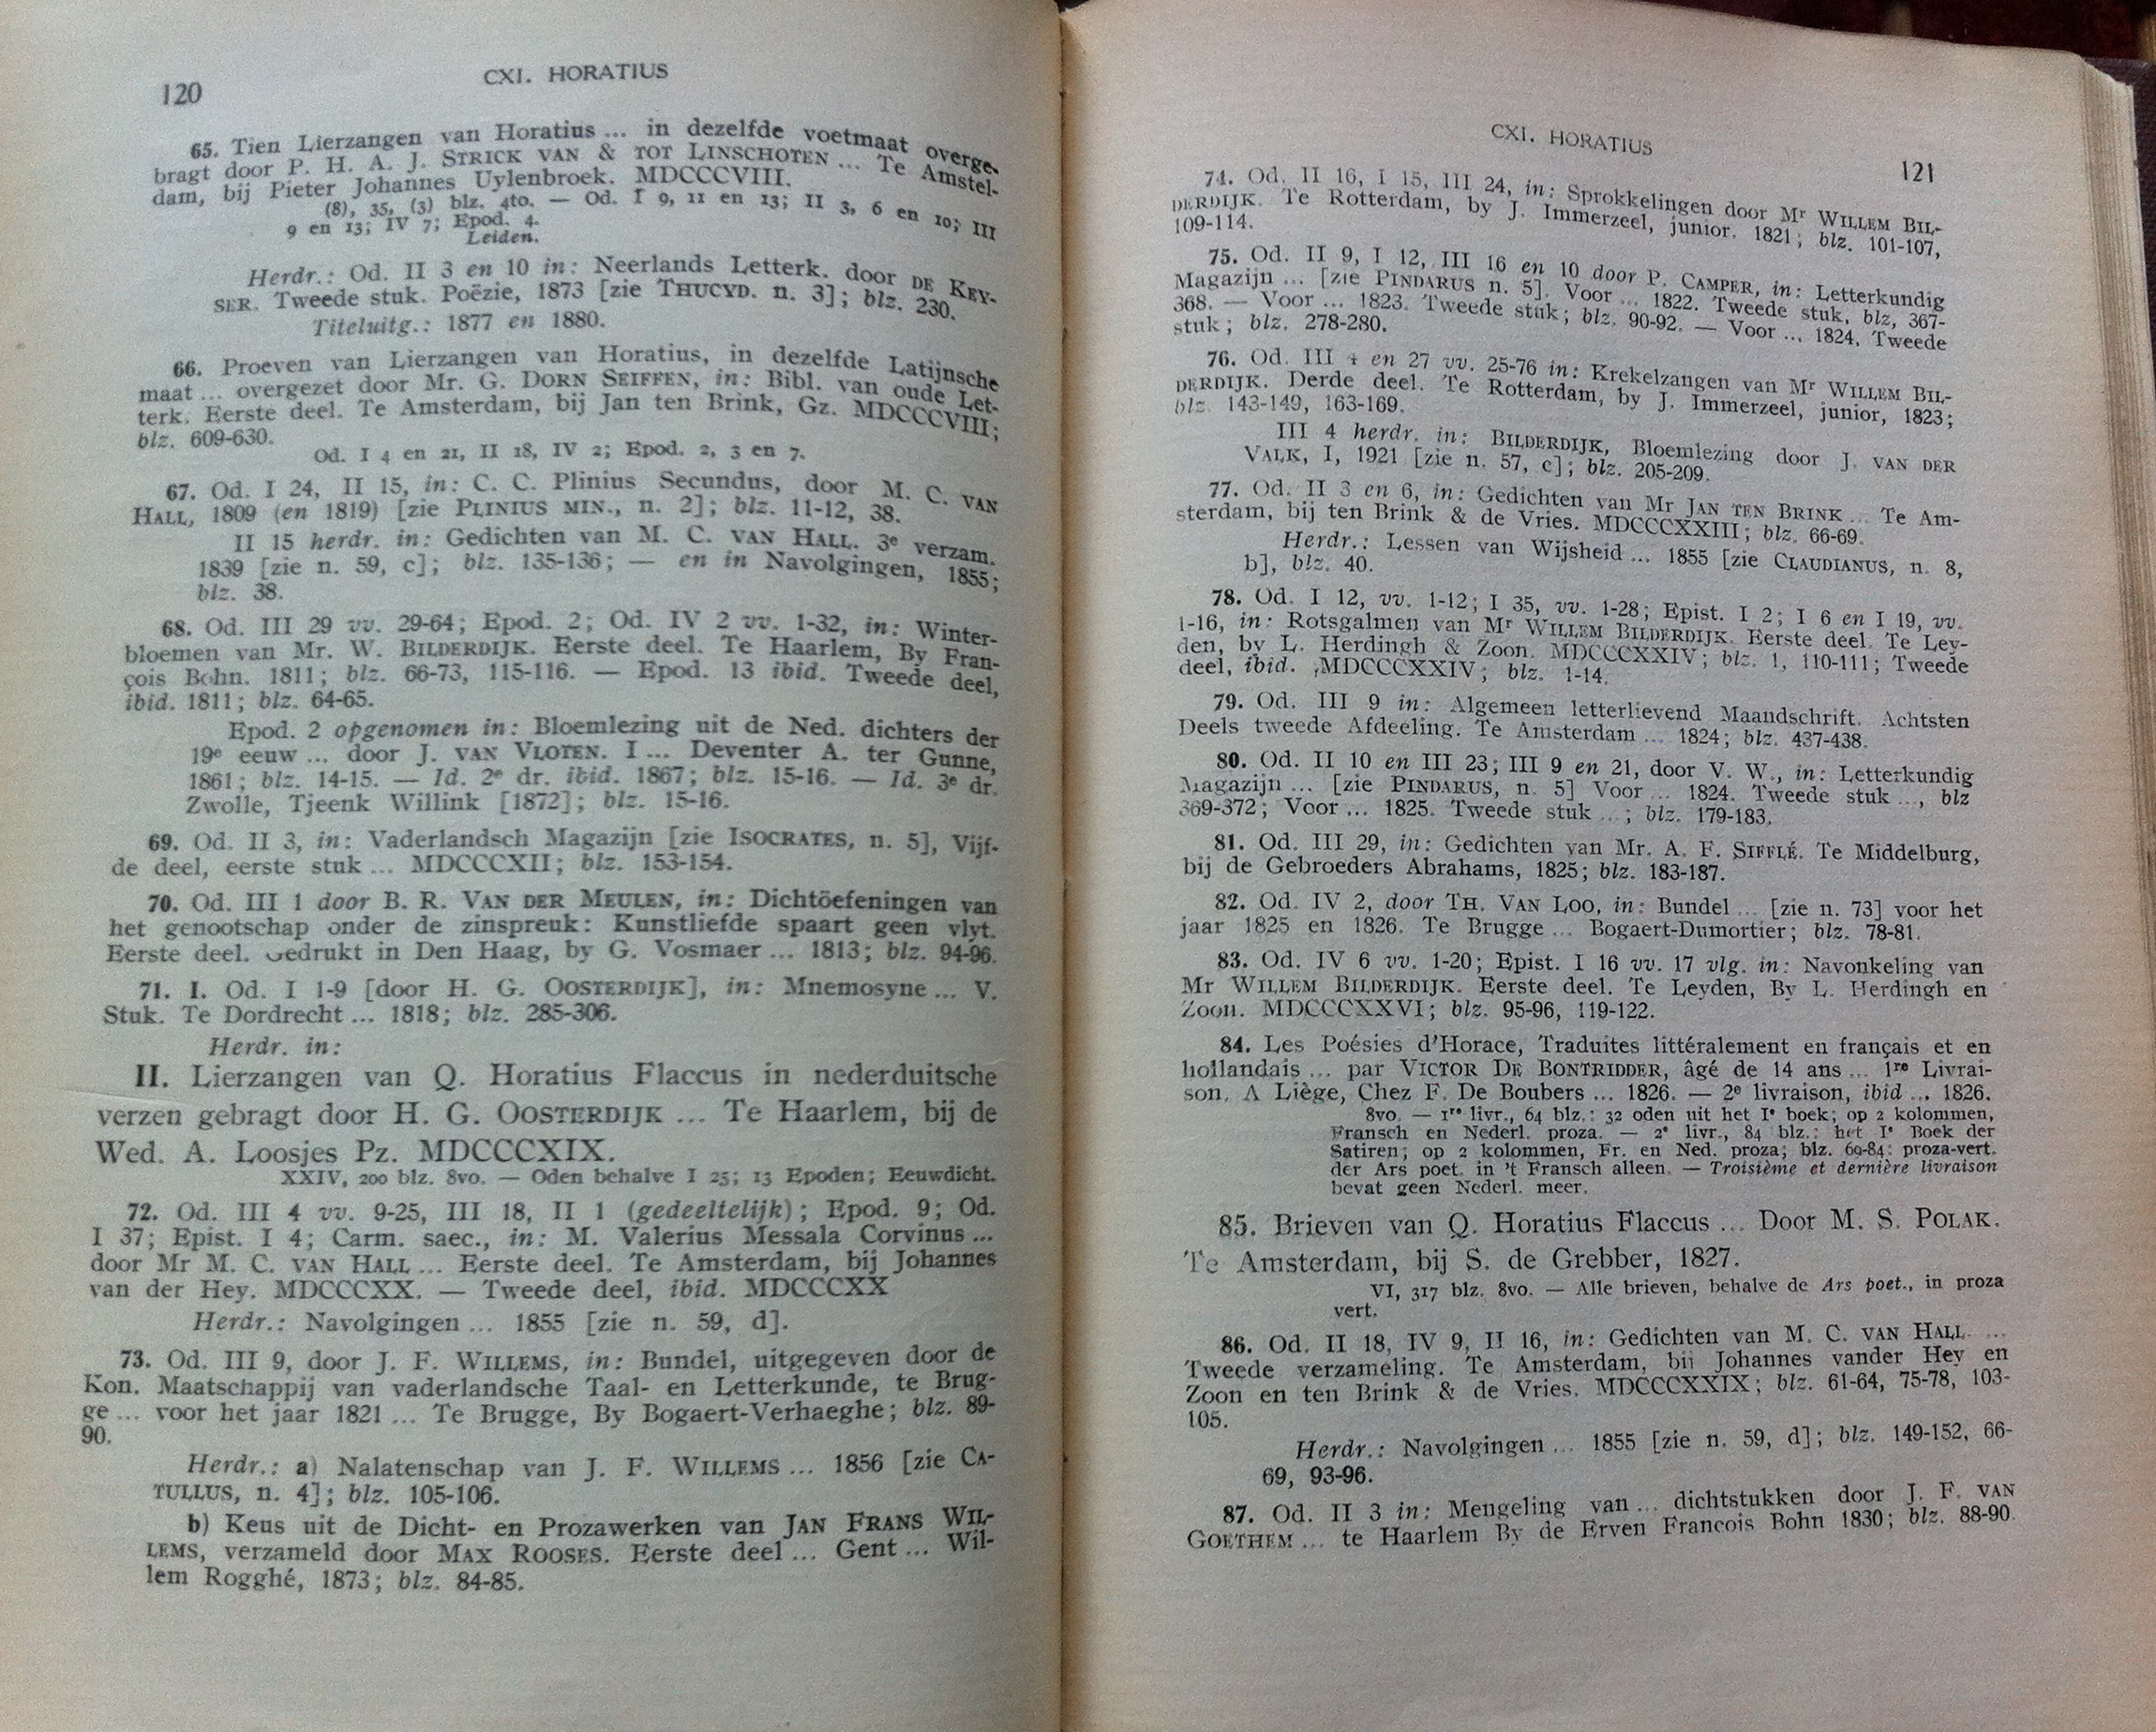 120
CXI. HORATIUS
65. Tien Lierzangen van Horatius ... in dezelfde voetmaat overge-
bragt door P. H. A. J. STRICK VAN & TOT LINSCHOTEN ... Te Amstel-
dam, bij Pieter Johannes Uylenbroek. MDCCCVIII.
(8), 35, (3) blz. 4to. — Od. I 9, 11 en 13; II 3, 6 en 10; III
9 en 13; IV 7; Epod. 4.
Leiden.
Herdr.: Od. II 3 en 10 in: Neerlands Letterk. door DE KEY-
SER. Tweede stuk. Poëzie, 1873 [zie THUCYD. n. 3]; blz. 230.
Titeluitg.: 1877 en 1880.
66. Proeven van Lierzangen van Horatius, in dezelfde Latijnsche
maat ... overgezet door Mr. G. DORN SEIFFEN, in: Bibl. van oude Let-
terk. Eerste deel. Te Amsterdam, bij Jan ten Brink, Gz. MDCCCVIII;
blz. 609-630.
Od. I 4 en 21, II 18, IV 2; Epod. 2, 3 en 7.
67. Od. I 24, II 15, in: C. C. Plinius Secundus, door M. C. VAN
HALL, 1809 (en 1819) [zie PLINIUS MIN., n. 2]; blz. 11-12, 38.
II 15 herdr. in: Gedichten van M. C. VAN HALL. 3e verzam.
1839 [zie n. 59, c]; blz. 135-136; — en in Navolgingen, 1855;
blz. 38.
68. Od. III 29 vv. 29-64; Epod. 2; Od. IV 2 vv. 1-32, in: Winter-
bloemen van Mr. W. BILDERDIJK. Eerste deel. Te Haarlem, By Fran-
çois Bohn. 1811; blz. 66-73, 115-116. — Epod. 13 ibid. Tweede deel,
ibid. 1811; blz. 64-65.
Epod. 2 opgenomen in: Bloemlezing uit de Ned. dichters der
19e eeuw ... door J. VAN VLOTEN. I ... Deventer A. ter Gunne,
1861; blz. 14-15. — Id. 2e dr. ibid. 1867; blz. 15-16. — Id. 3e dr.
Zwolle, Tjeenk Willink [1872]; blz. 15-16.
69. Od. II 3, in: Vaderlandsch Magazijn [zie ISOCRATES, n. 5], Vijf-
de deel, eerste stuk ... MDCCCXII; blz. 153-154.
70. Od. III 1 door B. R. VAN DER MEULEN, in: Dichtöefeningen van
het genootschap onder de zinspreuk: Kunstliefde spaart geen vlyt.
Eerste deel. Gedrukt in Den Haag, by G. Vosmaer ... 1813; blz. 94-96.
71. I. Od. I 1-9 [door H. G. OOSTERDIJK], in: Mnemosyne ... V.
Stuk. Te Dordrecht ... 1818; blz. 285-306.
Herdr. in:
II. Lierzangen van Q. Horatius Flaccus in nederduitsche
verzen gebragt door H. G. OOSTERDIJK ... Te Haarlem, bij de
Wed. A. Loosjes Pz. MDCCCXIX.
XXIV, 200 blz. 8vo. — Oden behalve I 25; 13 Epoden; Eeuwdicht.
72. Od. III 4 vv. 9-25, III 18, II 1 (gedeeltelijk); Epod. 9; Od.
I 37; Epist. I 4; Carm. saec., in: M. Valerius Messala Corvinus ...
door Mr M. C. VAN HALL ... Eerste deel. Te Amsterdam, bij Johannes
van der Hey. MDCCCXX. — Tweede deel, ibid. MDCCCXX
Herdr.: Navolgingen ... 1855 [zie n. 59, d].
73. Od. III 9, door J. F. WILLEMS, in: Bundel, uitgegeven door de
Kon. Maatschappij van vaderlandsche Taal- en Letterkunde, te Brug-
ge ... voor het jaar 1821 ... Te Brugge, By Bogaert-Verhaeghe; blz. 89-
90.
Herdr.: a) Nalatenschap van J. F. WILLEMS ... 1856 [zie CA-
TULLUS, n. 4]; blz. 105-106.
b) Keus uit de Dicht- en Prozawerken van JAN FRANS WIL-
LEMS, verzameld door MAX ROOSES. Eerste deel ... Gent ... Wil-
lem Rogghé, 1873; blz. 84-85.
CXI. HORATIUS
121
74. Od. II 16, I 15, III 24, in: Sprokkelingen door Mr WILLEM BIL-
DERDIJK. Te Rotterdam, by J. Immerzeel, junior. 1821; blz. 101-107,
109-114.
75. Od. II 9, I 12, III 16 en 10 door P. CAMPER, in: Letterkundig
Magazijn ... [zie PINDARUS n. 5]. Voor ... 1822. Tweede stuk, blz, 367-
368. — Voor ... 1823. Tweede stuk; blz. 90-92. — Voor ... 1824. Tweede
stuk; blz. 278-280.
76. Od. III 4 en 27 vv. 25-76 in: Krekelzangen van Mr WILLEM BIL-
DERDIJK. Derde deel. Te Rotterdam, by J. Immerzeel, junior, 1823;
blz. 143-149, 163-169.
III 4 herdr. in: BILDERDIJK, Bloemlezing door J. VAN DER
VALK, I, 1921 [zie n. 57, c]; blz. 205-209.
77. Od. II 3 en 6, in: Gedichten van Mr JAN TEN BRINK ... Te Am-
sterdam, bij ten Brink & de Vries. MDCCCXXIII; blz. 66-69.
Herdr.: Lessen van Wijsheid ... 1855 [zie CLAUDIANUS, n. 8,
b], blz. 40.
78. Od. I 12, vv. 1-12; I 35, vv. 1-28; Epist. I 2; I 6 en I 19, vv.
1-16, in: Rotsgalmen van Mr WILLEM BILDERDIJK. Eerste deel. Te Ley-
den, by L. Herdingh & Zoon. MDCCCXXIV; blz. 1, 110-111; Tweede
deel, ibid. MDCCCXXIV; blz. 1-14.
79. Od. III 9 in: Algemeen letterlievend Maandschrift. Achtsten
Deels tweede Afdeeling. Te Amsterdam ... 1824; blz. 437-438.
80. Od. II 10 en III 23; III 9 en 21, door V. W., in: Letterkundig
Magazijn ... [zie PINDARUS, n. 5] Voor ... 1824. Tweede stuk ..., blz
369-372; Voor ... 1825. Tweede stuk ...; blz. 179-183.
81. Od. III 29, in: Gedichten van Mr. A. F. SIFFLÉ. Te Middelburg,
bij de Gebroeders Abrahams, 1825; blz. 183-187.
82. Od. IV 2, door TH. VAN LOO, in: Bundel ... [zie n. 73] voor het
jaar 1825 en 1826. Te Brugge ... Bogaert-Dumortier; blz. 78-81.
83. Od. IV 6 vv. 1-20; Epist. I 16 vv. 17 vlg. in: Navonkeling van
Mr WILLEM BILDERDIJK. Eerste deel. Te Leyden, By L. Herdingh en
Zoon. MDCCCXXVI; blz. 95-96, 119-122.
84. Les Poésies d'Horace, Traduites littéralement en français et en
hollandais ... par VICTOR DE BONTRIDDER, âgé de 14 ans ... 1re Livrai-
son. A Liège, Chez F. De Boubers ... 1826. — 2e livraison, ibid ... 1826.
8vo. — 1re livr., 64 blz.: 32 oden uit het Ie boek; op 2 kolommen,
Fransch en Nederl. proza. — 2e livr., 84 blz.: het Ie Boek der
Satiren; op 2 kolommen, Fr. en Ned. proza; blz. 69-84: proza-vert.
der Ars poet. in 't Fransch alleen. — Troisième et dernière livraison
bevat geen Nederl. meer.
85. Brieven van Q. Horatius Flaccus ... Door M. S. POLAK.
Te Amsterdam, bij S. de Grebber, 1827.
VI, 317 blz. 8vo. — Alle brieven, behalve de Ars poet., in proza
vert.
86. Od. II 18, IV 9, II 16, in: Gedichten van M. C. VAN HALL ...
Tweede verzameling. Te Amsterdam, bij Johannes vander Hey en
Zoon en ten Brink & de Vries. MDCCCXXIX; blz. 61-64, 75-78, 103-
105.
Herdr.: Navolgingen ... 1855 [zie n. 59, d]; blz. 149-152, 66-
69, 93-96.
87. Od. II 3 in: Mengeling van ... dichtstukken door J. F. VAN
GOETHEM ... te Haarlem By de Erven Francois Bohn 1830; blz. 88-90.